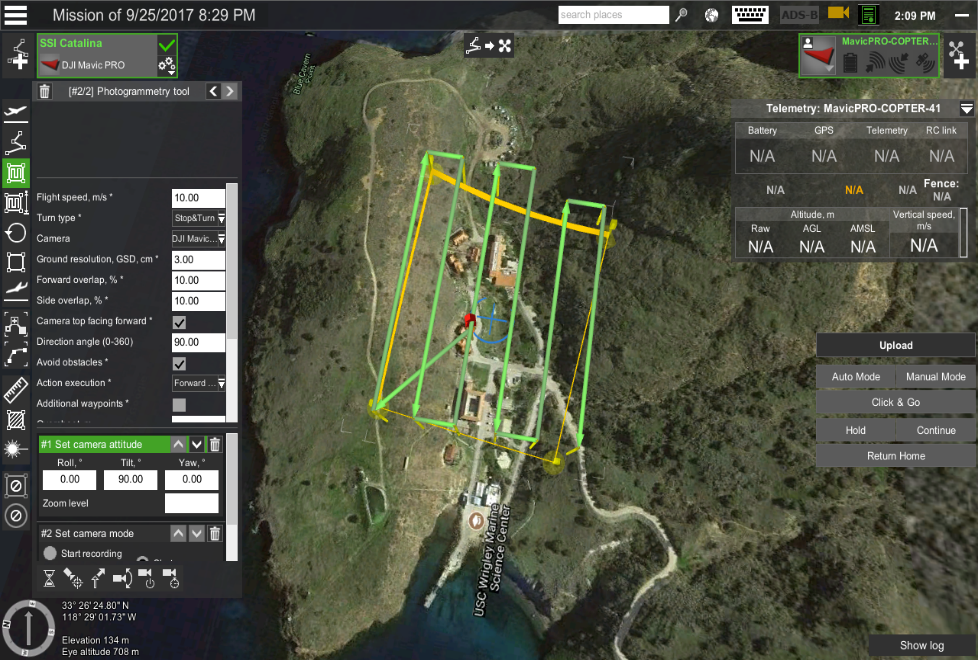 Mission of 9/25/2017 8:29 PM
search places
ADS-B
2:09 PM
SSI Catalina
DJI Mavic PRO
MavicPRO-COPTER...
Blue Cavern
Point
[#2/2] Photogrammetry tool
Flight speed, m/s *
10.00
Turn type *
Stop&Turn
Camera
DJI Mavic...
Ground resolution, GSD, cm *
3.00
Forward overlap, % *
10.00
Side overlap, % *
10.00
Camera top facing forward *
Direction angle (0-360)
90.00
Avoid obstacles *
Action execution *
Forward ...
Additional waypoints *
#1 Set camera attitude
Roll, ° Tilt, ° Yaw, °
0.00 90.00 0.00
Zoom level
#2 Set camera mode
Start recording
33° 26' 24.80" N
118° 29' 01.73" W
Elevation 134 m
Eye altitude 708 m
USC Wrigley Marine
Science Center
Telemetry: MavicPRO-COPTER-41
Battery GPS Telemetry RC link
N/A N/A N/A N/A
N/A N/A N/A Fence:
N/A
Altitude, m Vertical speed,
m/s
Raw AGL AMSL
N/A N/A N/A N/A
Upload
Auto Mode Manual Mode
Click & Go
Hold Continue
Return Home
Show log